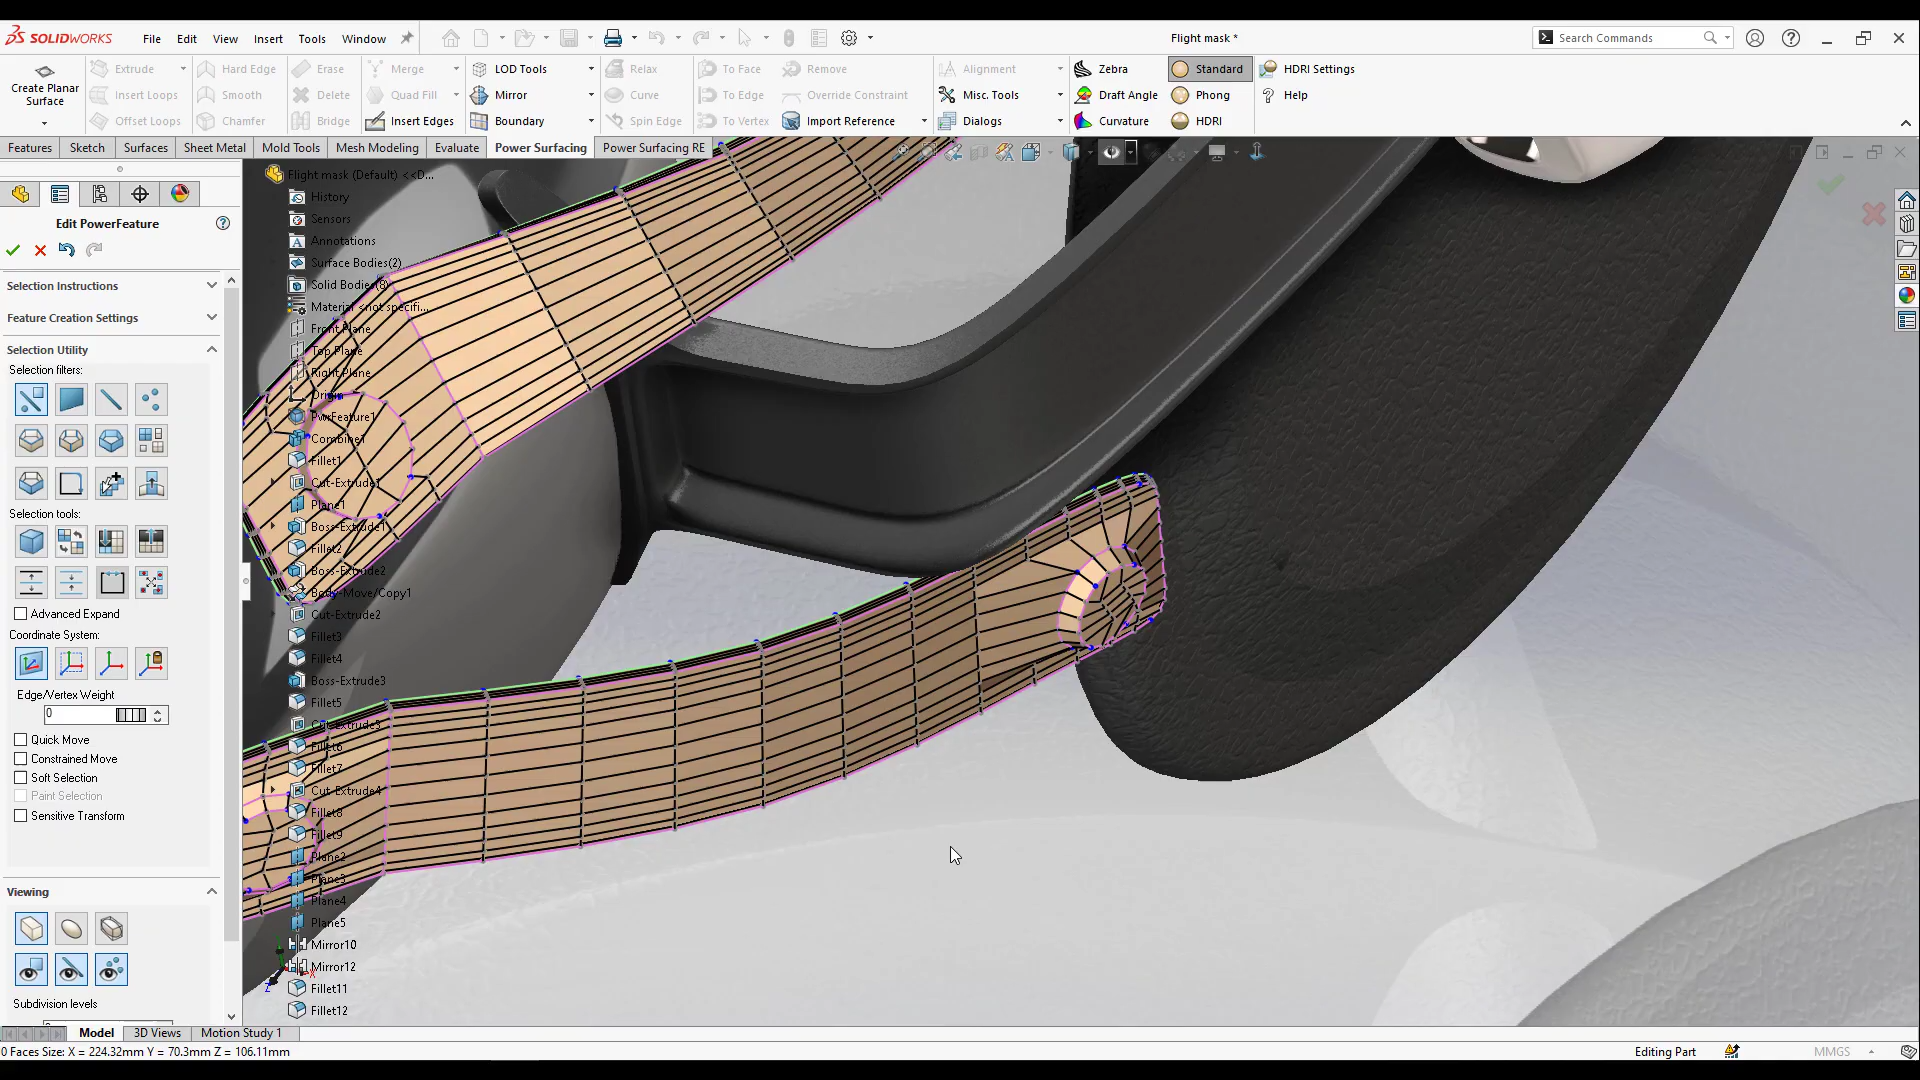 SOLIDWORKS
File Edit View Insert Tools Window
Flight mask *
Search Commands
Create Planar Surface
Extrude
Insert Loops
Offset Loops
Hard Edge
Smooth
Chamfer
Erase
Delete
Bridge
Merge
Quad Fill
Insert Edges
LOD Tools
Mirror
Boundary
Relax
Curve
Spin Edge
To Face
To Edge
To Vertex
Remove
Override Constraint
Import Reference
Alignment
Misc. Tools
Dialogs
Zebra
Draft Angle
Curvature
Standard
Phong
HDRI
HDRI Settings
Help
Features Sketch Surfaces Sheet Metal Mold Tools Mesh Modeling Evaluate Power Surfacing Power Surfacing RE
Edit PowerFeature
Selection Instructions
Feature Creation Settings
Selection Utility
Selection filters:
Selection tools:
Advanced Expand
Coordinate System:
Edge/Vertex Weight
0
Quick Move
Constrained Move
Soft Selection
Paint Selection
Sensitive Transform
Viewing
Subdivision levels
Flight mask (Default) <<D...
History
Sensors
Annotations
Surface Bodies(2)
Solid Bodies(8)
Material <not specifi...
Front Plane
Top Plane
Right Plane
Origin
PwrFeature1
Combine1
Fillet1
Cut-Extrude1
Plane1
Boss-Extrude1
Fillet2
Boss-Extrude2
Body-Move/Copy1
Cut-Extrude2
Fillet3
Fillet4
Boss-Extrude3
Fillet5
Cut-Extrude3
Fillet6
Fillet7
Cut-Extrude4
Fillet8
Fillet9
Plane2
Plane3
Plane4
Plane5
Mirror10
Mirror12
Fillet11
Fillet12
Model 3D Views Motion Study 1
0 Faces Size: X = 224.32mm Y = 70.3mm Z = 106.11mm
Editing Part
MMGS